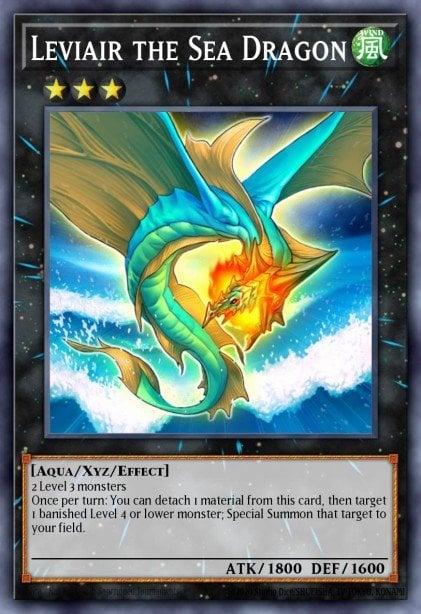 Leviair the Sea Dragon
WIND
風
[Aqua/Xyz/Effect]
2 Level 3 monsters
Once per turn: You can detach 1 material from this card, then target
1 banished Level 4 or lower monster; Special Summon that target to
your field.
ATK/1800 DEF/1600